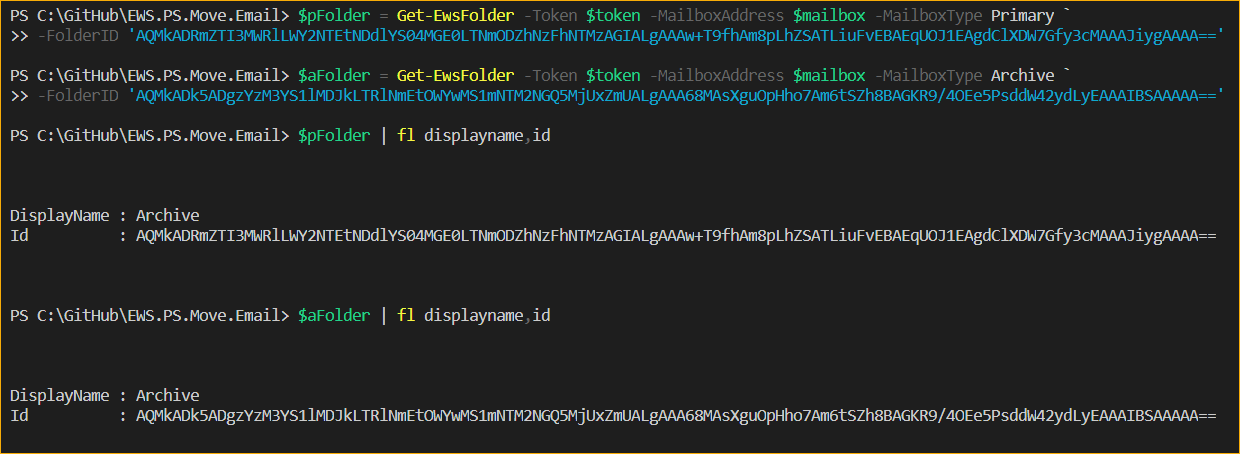 PS C:\GitHub\EWS.PS.Move.Email> $pFolder = Get-EwsFolder -Token $token -MailboxAddress $mailbox -MailboxType Primary `
>> -FolderID 'AQMkADRmZTI3MWRlLWY2NTEtNDdlYS04MGE0LTNmODZhNzFhNTMzAGIALgAAAw+T9fhAm8pLhZSATLiuFvEBAEqUOJ1EAgdClXDW7Gfy3cMAAAJiygAAAA=='
PS C:\GitHub\EWS.PS.Move.Email> $aFolder = Get-EwsFolder -Token $token -MailboxAddress $mailbox -MailboxType Archive `
>> -FolderID 'AQMkADk5ADgzYzM3YS1lMDJkLTRlNmEtOWYwMS1mNTM2NGQ5MjUxZmUALgAAA68MAsXguOpHho7Am6tSZh8BAGKR9/4OEe5PsddW42ydLyEAAAIBSAAAAA=='
PS C:\GitHub\EWS.PS.Move.Email> $pFolder | fl displayname,id
DisplayName : Archive
Id          : AQMkADRmZTI3MWRlLWY2NTEtNDdlYS04MGE0LTNmODZhNzFhNTMzAGIALgAAAw+T9fhAm8pLhZSATLiuFvEBAEqUOJ1EAgdClXDW7Gfy3cMAAAJiygAAAA==
PS C:\GitHub\EWS.PS.Move.Email> $aFolder | fl displayname,id
DisplayName : Archive
Id          : AQMkADk5ADgzYzM3YS1lMDJkLTRlNmEtOWYwMS1mNTM2NGQ5MjUxZmUALgAAA68MAsXguOpHho7Am6tSZh8BAGKR9/4OEe5PsddW42ydLyEAAAIBSAAAAA==